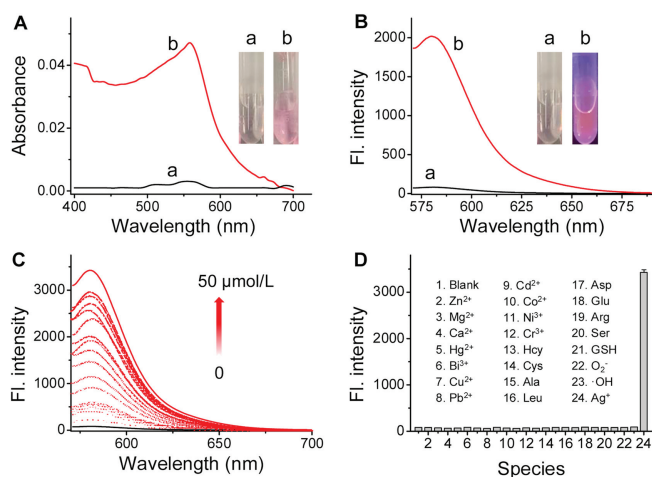 A
b
a
b
a
Absorbance
0.04
0.02
0.00
400
500
600
700
Wavelength (nm)
B
b
a
b
a
Fl. intensity
2000
1500
1000
500
0
575
600
625
650
675
Wavelength (nm)
C
50 μmol/L
0
Fl. intensity
3000
2000
1000
0
600
650
700
Wavelength (nm)
D
Fl. intensity
3000
2000
1000
0
1. Blank
2. Zn²⁺
3. Mg²⁺
4. Ca²⁺
5. Hg²⁺
6. Bi³⁺
7. Cu²⁺
8. Pb²⁺
9. Cd²⁺
10. Co²⁺
11. Ni³⁺
12. Cr³⁺
13. Hcy
14. Cys
15. Ala
16. Leu
17. Asp
18. Glu
19. Arg
20. Ser
21. GSH
22. O₂⁻
23. ·OH
24. Ag⁺
2 4 6 8 10 12 14 16 18 20 22 24
Species